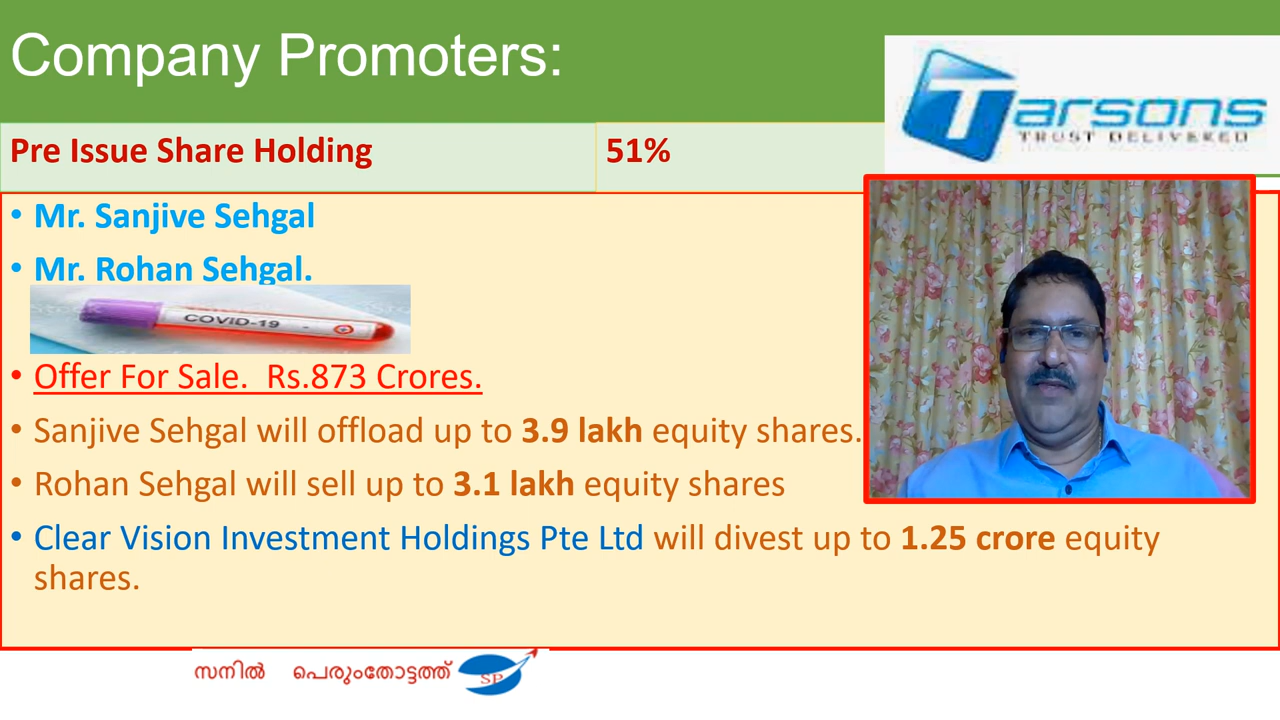 Company Promoters:
Tarsons
TRUST DELIVERED
Pre Issue Share Holding 51%
• Mr. Sanjive Sehgal
• Mr. Rohan Sehgal.
COVID-19
• Offer For Sale. Rs.873 Crores.
• Sanjive Sehgal will offload up to 3.9 lakh equity shares.
• Rohan Sehgal will sell up to 3.1 lakh equity shares
• Clear Vision Investment Holdings Pte Ltd will divest up to 1.25 crore equity
shares.
സനിൽ പെരുംതോട്ടത്ത് SP